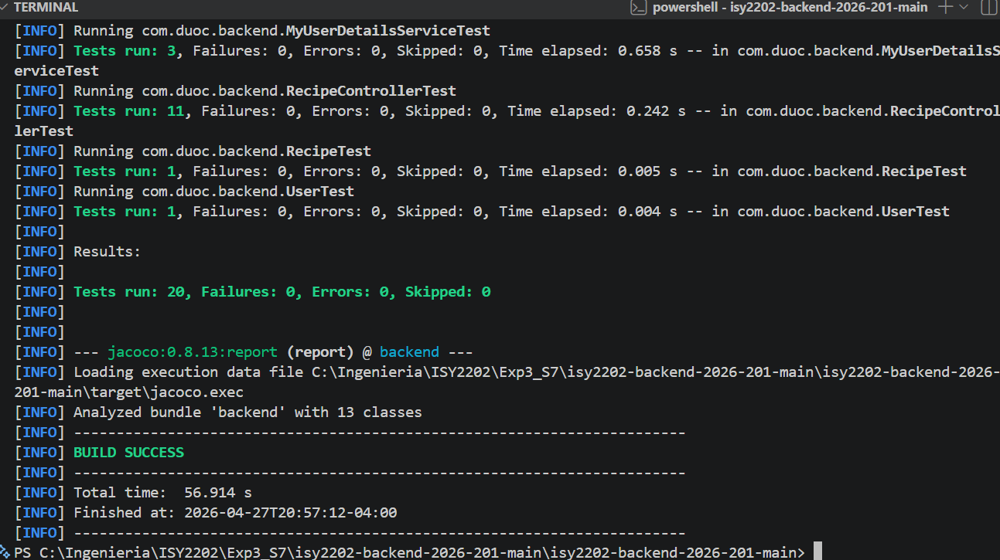 TERMINAL
powershell - isy2202-backend-2026-201-main
[INFO] Running com.duoc.backend.MyUserDetailsServiceTest
[INFO] Tests run: 3, Failures: 0, Errors: 0, Skipped: 0, Time elapsed: 0.658 s -- in com.duoc.backend.MyUserDetailsS
erviceTest
[INFO] Running com.duoc.backend.RecipeControllerTest
[INFO] Tests run: 11, Failures: 0, Errors: 0, Skipped: 0, Time elapsed: 0.242 s -- in com.duoc.backend.RecipeControl
lerTest
[INFO] Running com.duoc.backend.RecipeTest
[INFO] Tests run: 1, Failures: 0, Errors: 0, Skipped: 0, Time elapsed: 0.005 s -- in com.duoc.backend.RecipeTest
[INFO] Running com.duoc.backend.UserTest
[INFO] Tests run: 1, Failures: 0, Errors: 0, Skipped: 0, Time elapsed: 0.004 s -- in com.duoc.backend.UserTest
[INFO]
[INFO] Results:
[INFO]
[INFO] Tests run: 20, Failures: 0, Errors: 0, Skipped: 0
[INFO]
[INFO]
[INFO] --- jacoco:0.8.13:report (report) @ backend ---
[INFO] Loading execution data file C:\Ingenieria\ISY2202\Exp3_S7\isy2202-backend-2026-201-main\isy2202-backend-2026-
201-main\target\jacoco.exec
[INFO] Analyzed bundle 'backend' with 13 classes
[INFO] ------------------------------------------------------------------------
[INFO] BUILD SUCCESS
[INFO] ------------------------------------------------------------------------
[INFO] Total time:  56.914 s
[INFO] Finished at: 2026-04-27T20:57:12-04:00
[INFO] ------------------------------------------------------------------------
PS C:\Ingenieria\ISY2202\Exp3_S7\isy2202-backend-2026-201-main\isy2202-backend-2026-201-main>